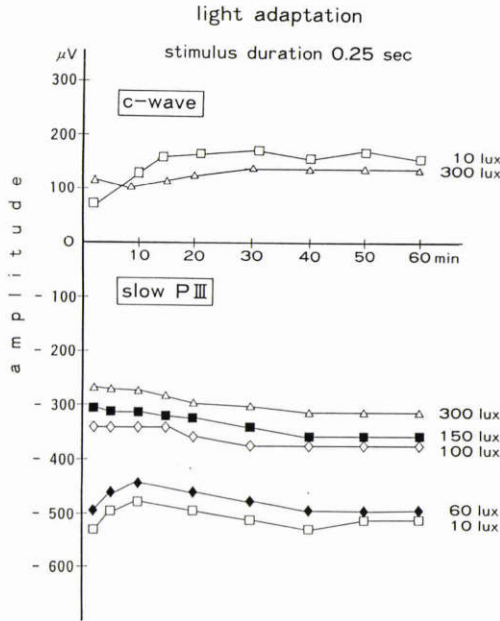 light adaptation
stimulus duration 0.25 sec
μV
300
c-wave
200
100
10 lux
300 lux
0
10 20 30 40 50 60 min
amplitude
slow PⅢ
- 100
- 200
- 300
300 lux
150 lux
100 lux
- 400
- 500
60 lux
10 lux
- 600